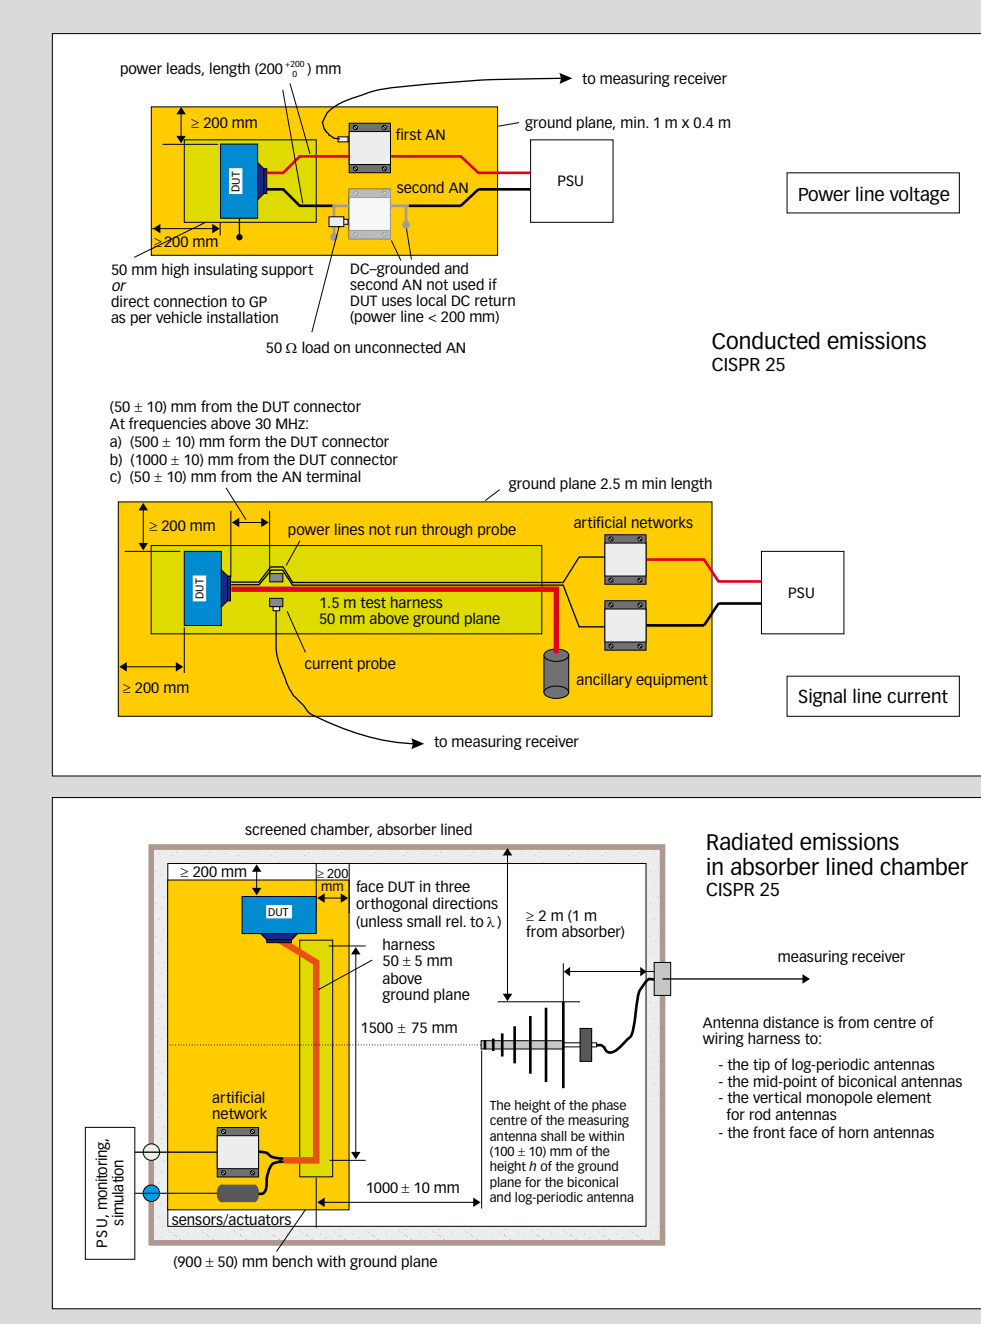 power leads, length (200 +200 0) mm
to measuring receiver
≥ 200 mm
first AN
ground plane, min. 1 m x 0.4 m
DUT
PSU
second AN
Power line voltage
≥200 mm
50 mm high insulating support
or
direct connection to GP
as per vehicle installation
DC–grounded and
second AN not used if
DUT uses local DC return
(power line < 200 mm)
50 Ω load on unconnected AN
Conducted emissions
CISPR 25
(50 ± 10) mm from the DUT connector
At frequencies above 30 MHz:
a) (500 ± 10) mm form the DUT connector
b) (1000 ± 10) mm from the DUT connector
c) (50 ± 10) mm from the AN terminal
ground plane 2.5 m min length
≥ 200 mm
power lines not run through probe
artificial networks
DUT
PSU
1.5 m test harness
50 mm above ground plane
current probe
ancillary equipment
≥ 200 mm
Signal line current
to measuring receiver
screened chamber, absorber lined
Radiated emissions
in absorber lined chamber
CISPR 25
≥ 200 mm
≥ 200
mm
face DUT in three
orthogonal directions
(unless small rel. to λ)
DUT
≥ 2 m (1 m
from absorber)
harness
50 ± 5 mm
above
ground plane
measuring receiver
1500 ± 75 mm
Antenna distance is from centre of
wiring harness to:
- the tip of log-periodic antennas
- the mid-point of biconical antennas
- the vertical monopole element
for rod antennas
- the front face of horn antennas
artificial
network
The height of the phase
centre of the measuring
antenna shall be within
(100 ± 10) mm of the
height h of the ground
plane for the biconical
and log-periodic antenna
PSU, monitoring,
simulation
1000 ± 10 mm
sensors/actuators
(900 ± 50) mm bench with ground plane